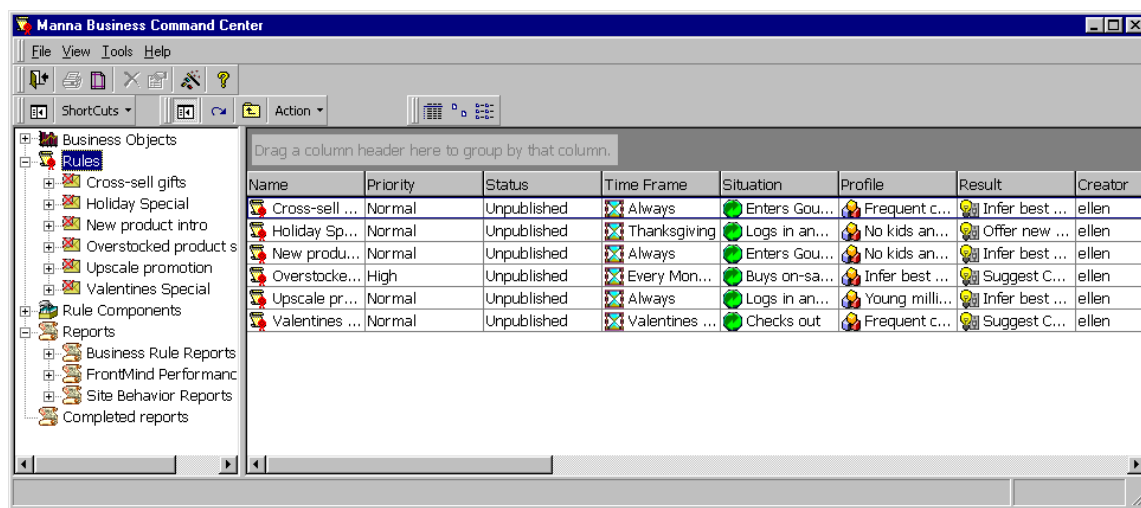 Manna Business Command Center
File View Tools Help
ShortCuts Action
Business Objects
Rules
Cross-sell gifts
Holiday Special
New product intro
Overstocked product s
Upscale promotion
Valentines Special
Rule Components
Reports
Business Rule Reports
FrontMind Performanc
Site Behavior Reports
Completed reports
Drag a column header here to group by that column.
Name Priority Status Time Frame Situation Profile Result Creator
Cross-sell ... Normal Unpublished Always Enters Gou... Frequent c... Infer best ... ellen
Holiday Sp... Normal Unpublished Thanksgiving Logs in an... No kids an... Offer new ... ellen
New produ... Normal Unpublished Always Enters Gou... No kids an... Infer best ... ellen
Overstocke... High Unpublished Every Mon... Buys on-sa... Infer best ... Suggest C... ellen
Upscale pr... Normal Unpublished Always Logs in an... Young milli... Infer best ... ellen
Valentines ... Normal Unpublished Valentines ... Checks out Frequent c... Suggest C... ellen